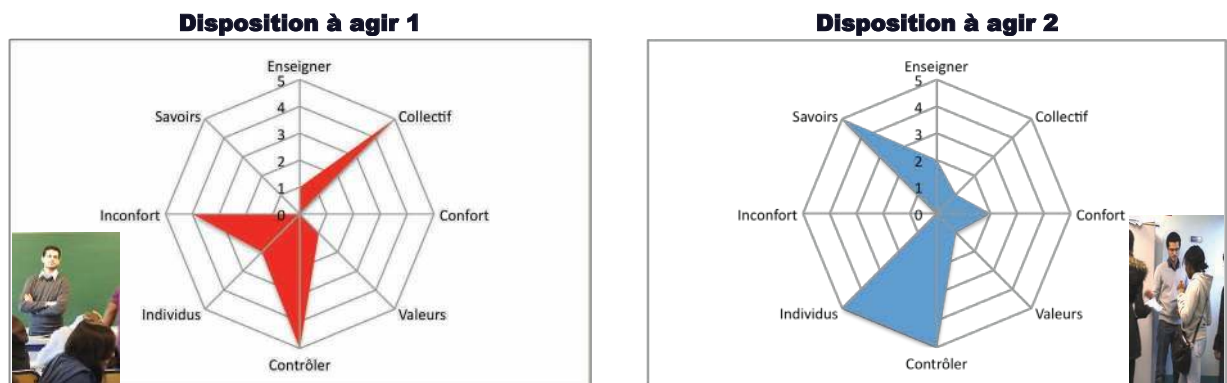 Disposition à agir 1
Enseigner
5
Savoirs
4
Collectif
3
2
1
Inconfort
0
Confort
Individus
Valeurs
Contrôler
Disposition à agir 2
Enseigner
5
Savoirs
4
Collectif
3
2
1
Inconfort
0
Confort
Individus
Valeurs
Contrôler